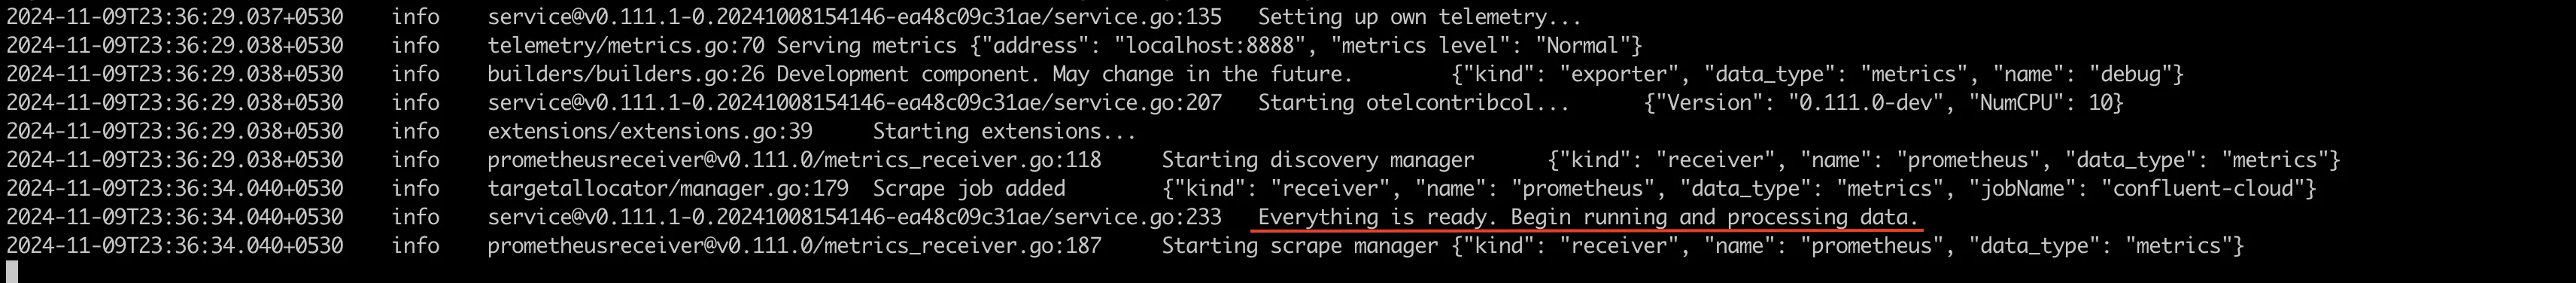 2024-11-09T23:36:29.037+0530 info service@v0.111.1-0.20241008154146-ea48c09c31ae/service.go:135 Setting up own telemetry...
2024-11-09T23:36:29.038+0530 info telemetry/metrics.go:70 Serving metrics {"address": "localhost:8888", "metrics level": "Normal"}
2024-11-09T23:36:29.038+0530 info builders/builders.go:26 Development component. May change in the future. {"kind": "exporter", "data_type": "metrics", "name": "debug"}
2024-11-09T23:36:29.038+0530 info service@v0.111.1-0.20241008154146-ea48c09c31ae/service.go:207 Starting otelcontribcol... {"Version": "0.111.0-dev", "NumCPU": 10}
2024-11-09T23:36:29.038+0530 info extensions/extensions.go:39 Starting extensions...
2024-11-09T23:36:29.038+0530 info prometheusreceiver@v0.111.0/metrics_receiver.go:118 Starting discovery manager {"kind": "receiver", "name": "prometheus", "data_type": "metrics"}
2024-11-09T23:36:34.040+0530 info targetallocator/manager.go:179 Scrape job added {"kind": "receiver", "name": "prometheus", "data_type": "metrics", "jobName": "confluent-cloud"}
2024-11-09T23:36:34.040+0530 info service@v0.111.1-0.20241008154146-ea48c09c31ae/service.go:233 Everything is ready. Begin running and processing data.
2024-11-09T23:36:34.040+0530 info prometheusreceiver@v0.111.0/metrics_receiver.go:187 Starting scrape manager {"kind": "receiver", "name": "prometheus", "data_type": "metrics"}